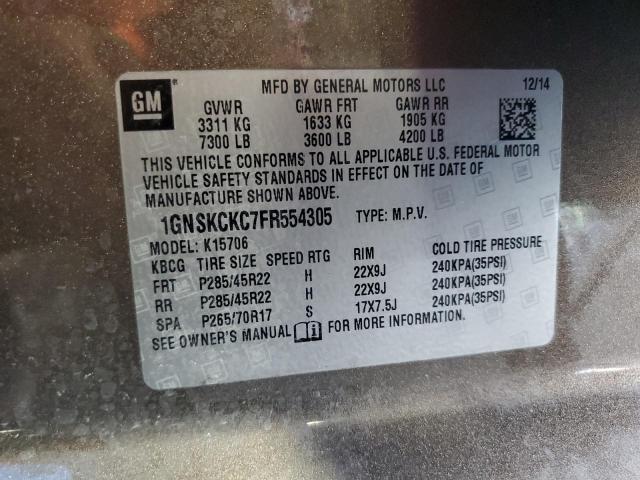 GM
MFD BY GENERAL MOTORS LLC 12/14
GVWR GAWR FRT GAWR RR
3311 KG 1633 KG 1905 KG
7300 LB 3600 LB 4200 LB
THIS VEHICLE CONFORMS TO ALL APPLICABLE U.S. FEDERAL MOTOR
VEHICLE SAFETY STANDARDS IN EFFECT ON THE DATE OF
MANUFACTURE SHOWN ABOVE.
1GNSKCKC7FR554305 TYPE: M.P.V.
MODEL: K15706
KBCG TIRE SIZE SPEED RTG RIM COLD TIRE PRESSURE
FRT P285/45R22 H 22X9J 240KPA(35PSI)
RR P285/45R22 H 22X9J 240KPA(35PSI)
SPA P265/70R17 S 17X7.5J 240KPA(35PSI)
SEE OWNER'S MANUAL FOR MORE INFORMATION.